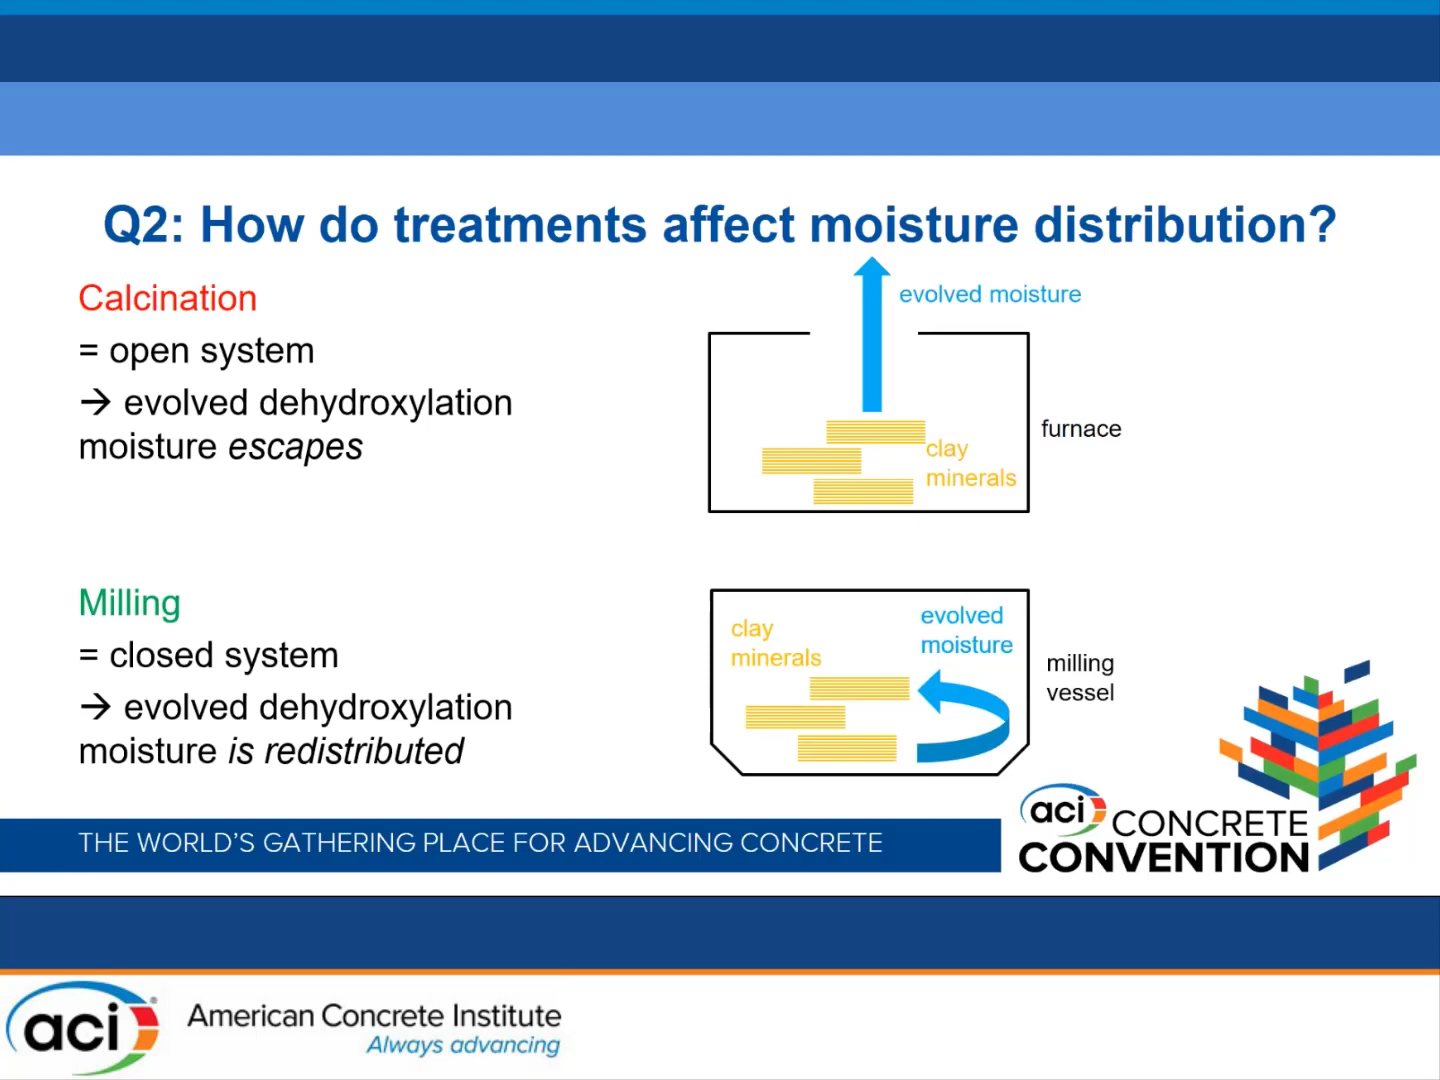 Q2: How do treatments affect moisture distribution?
Calcination
= open system
→ evolved dehydroxylation
moisture escapes
evolved moisture
furnace
clay
minerals
Milling
= closed system
→ evolved dehydroxylation
moisture is redistributed
clay
minerals
evolved
moisture
milling
vessel
THE WORLD'S GATHERING PLACE FOR ADVANCING CONCRETE
aci CONCRETE
CONVENTION
aci
American Concrete Institute
Always advancing